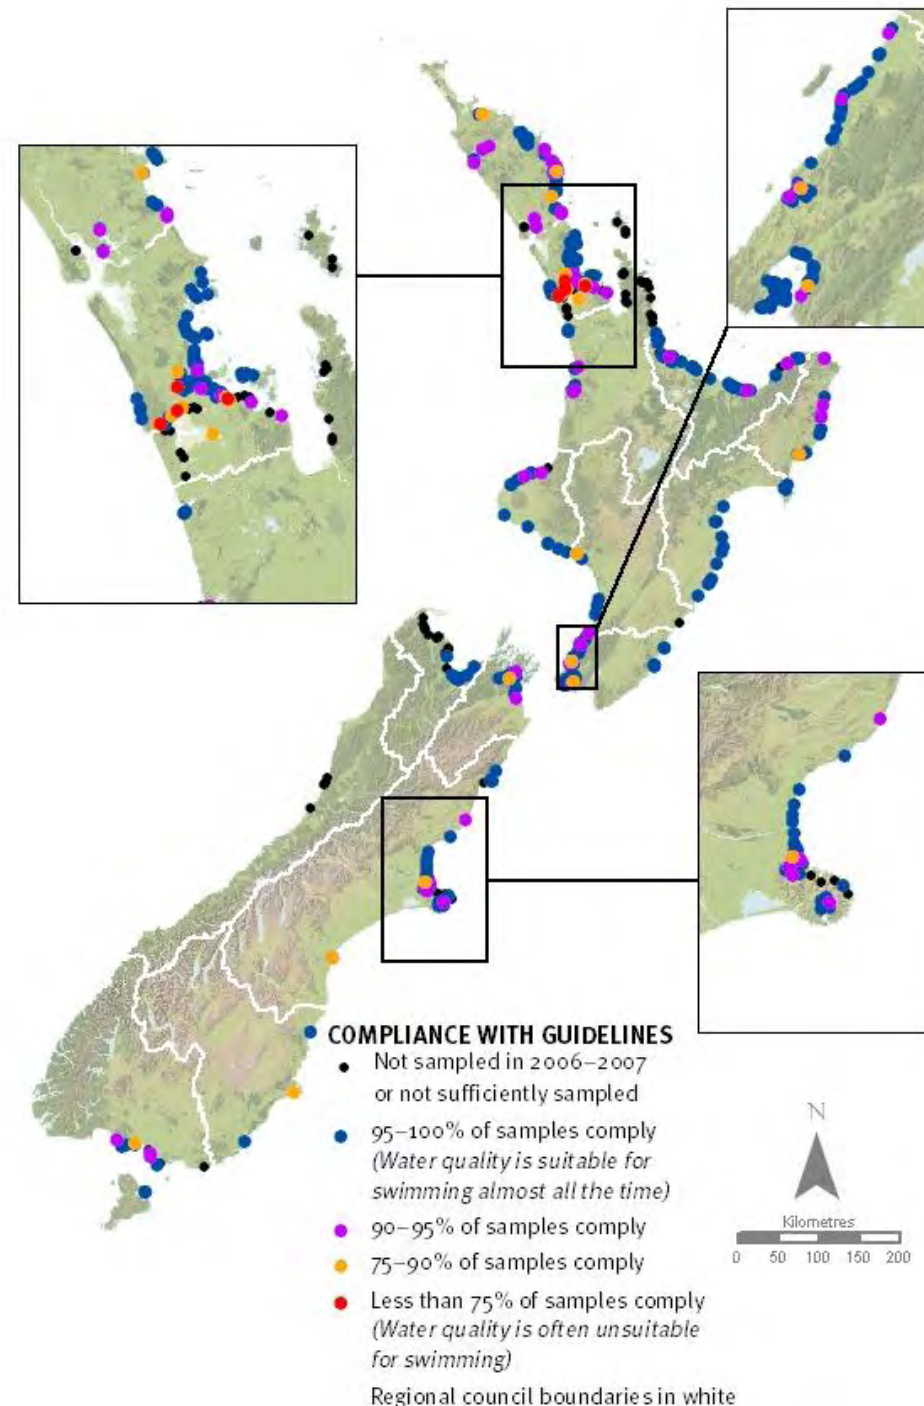 COMPLIANCE WITH GUIDELINES
Not sampled in 2006–2007
or not sufficiently sampled
95–100% of samples comply
(Water quality is suitable for
swimming almost all the time)
90–95% of samples comply
75–90% of samples comply
Less than 75% of samples comply
(Water quality is often unsuitable
for swimming)
Regional council boundaries in white
N
Kilometres
0 50 100 150 200